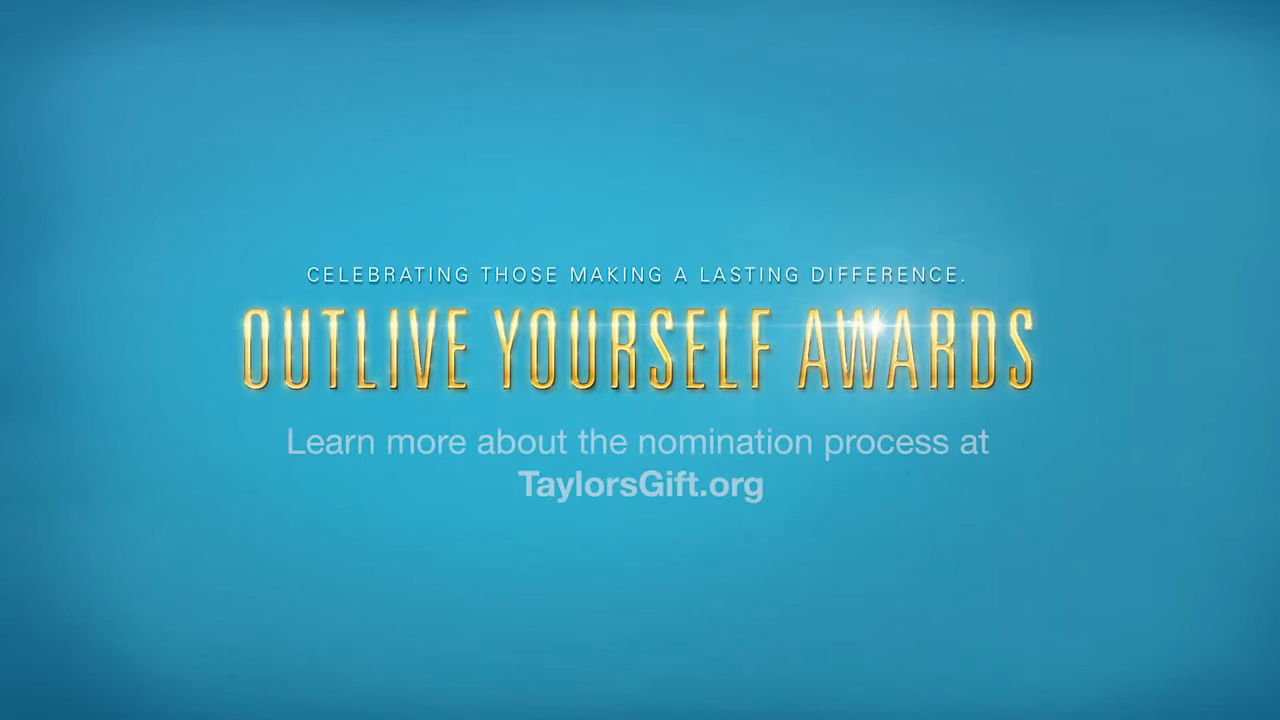 CELEBRATING THOSE MAKING A LASTING DIFFERENCE.
OUTLIVE YOURSELF AWARDS
Learn more about the nomination process at
TaylorsGift.org